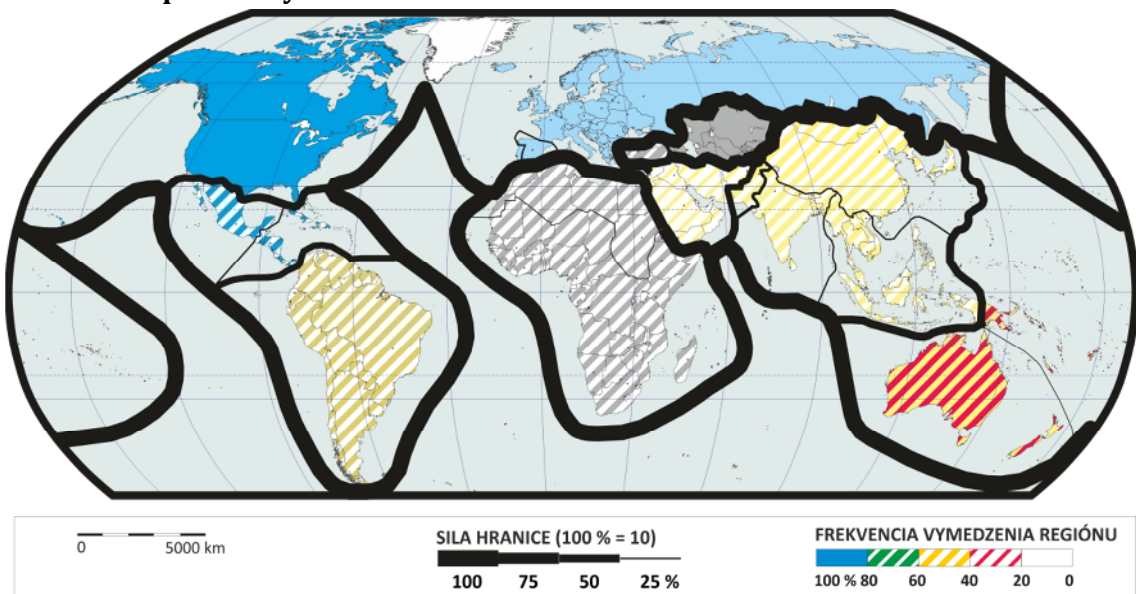 SILA HRANICE (100 % = 10)
FREKVENCIA VYMEDZENIA REGIÓNU
0 5000 km
100 75 50 25 %
100 % 80 60 40 20 0